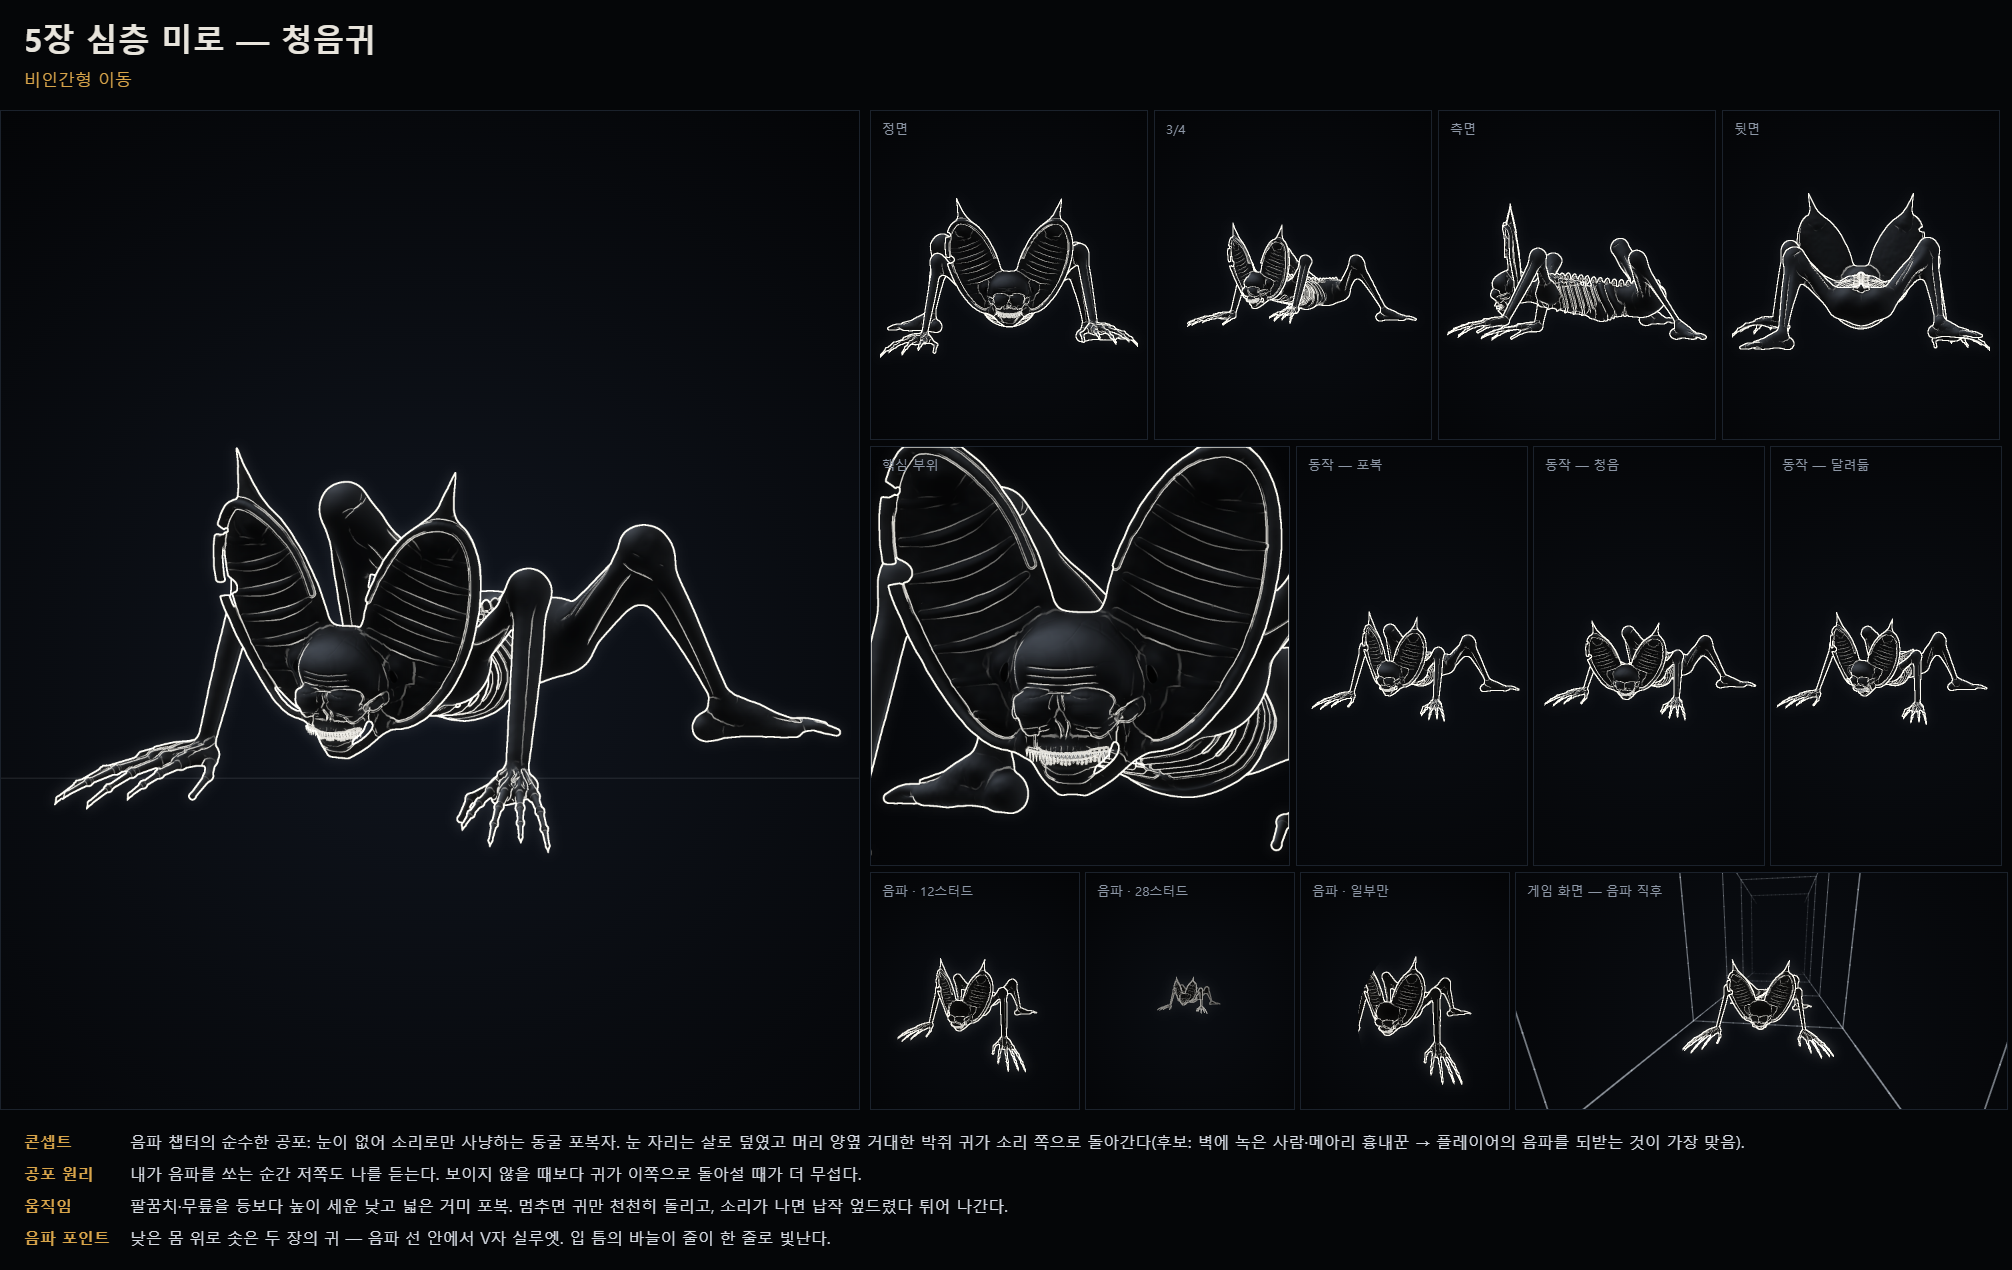 5장 심층 미로 — 청음귀
비인간형 이동
정면
3/4
측면
뒷면
핵심 부위
동작 — 포복
동작 — 청음
동작 — 달려듦
음파 · 12스터드
음파 · 28스터드
음파 · 일부만
게임 화면 — 음파 직후
콘셉트 음파 챕터의 순수한 공포: 눈이 없어 소리로만 사냥하는 동굴 포복자. 눈 자리는 살로 덮였고 머리 양옆 거대한 박쥐 귀가 소리 쪽으로 돌아간다(후보: 벽에 녹은 사람·메아리 흉내꾼 → 플레이어의 음파를 되받는 것이 가장 맞음).
공포 원리 내가 음파를 쓰는 순간 저쪽도 나를 듣는다. 보이지 않을 때보다 귀가 이쪽으로 돌아설 때가 더 무섭다.
움직임 팔꿈치·무릎을 등보다 높이 세운 낮고 넓은 거미 포복. 멈추면 귀만 천천히 돌리고, 소리가 나면 납작 엎드렸다 튀어 나간다.
음파 포인트 낮은 몸 위로 솟은 두 장의 귀 — 음파 선 안에서 V자 실루엣. 입 틈의 바늘이 줄이 한 줄로 빛난다.